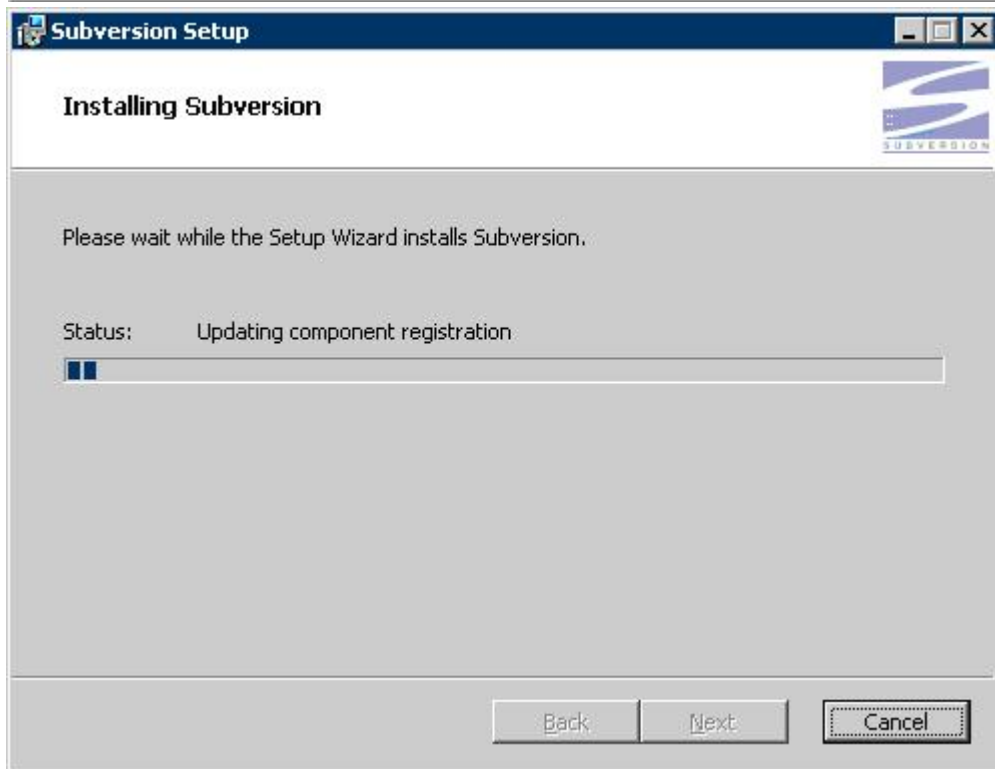 Subversion Setup
Installing Subversion
SUBVERSION
Please wait while the Setup Wizard installs Subversion.
Status: Updating component registration
Back Next Cancel